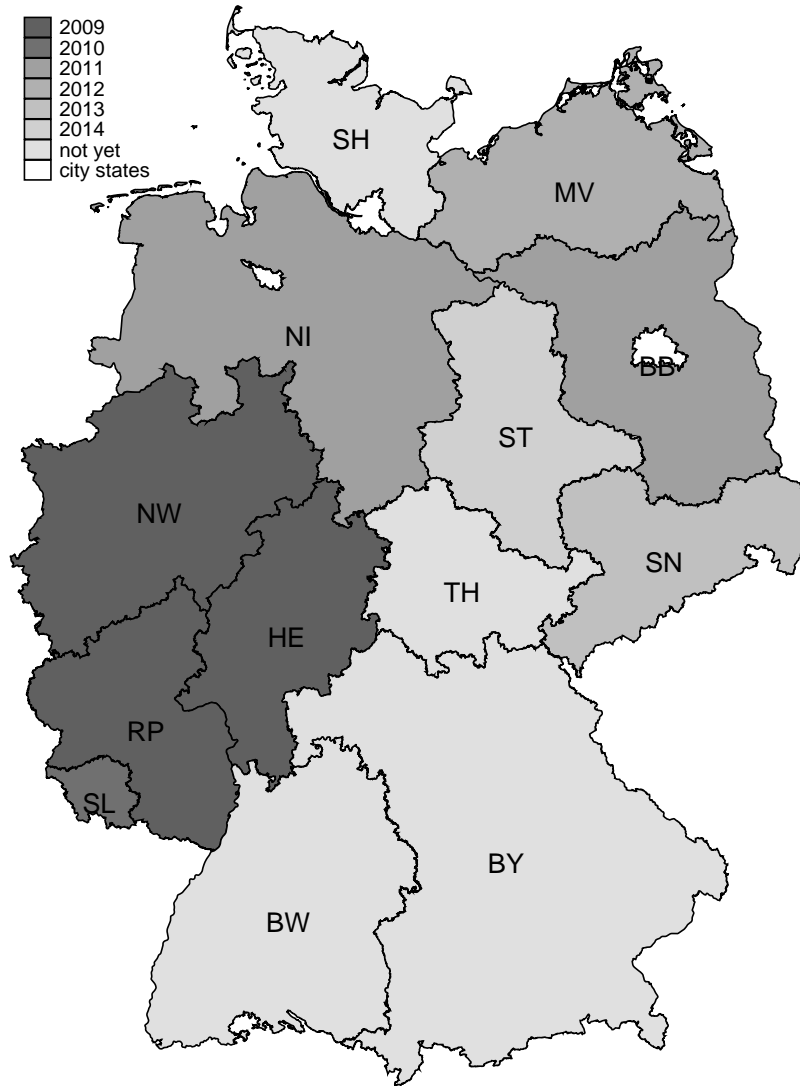 2009
2010
2011
2012
2013
2014
not yet
city states
SH
MV
NI
BB
ST
NW
SN
TH
HE
RP
SL
BY
BW